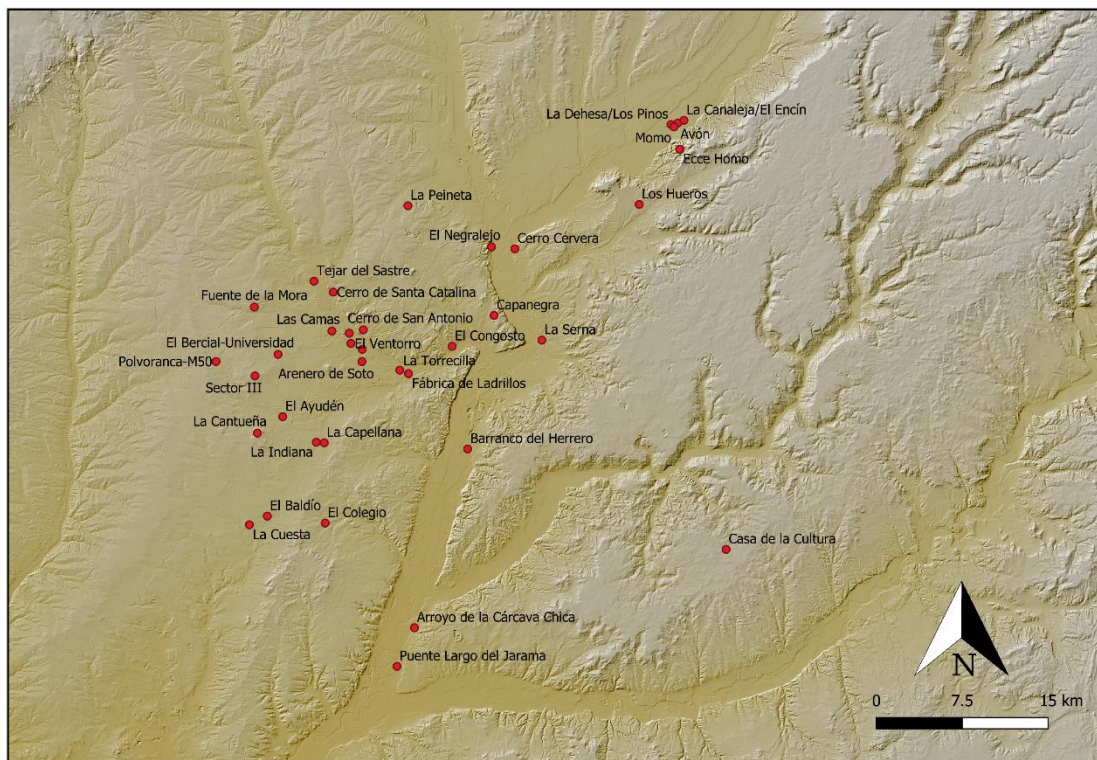 La Dehesa/Los Pinos
La Canaleja/El Encín
Momo
Avón
Ecce Homo
La Peineta
Los Hueros
El Negralejo
Cerro Cervera
Tejar del Sastre
Cerro de Santa Catalina
Fuente de la Mora
Capanegra
Las Camas
Cerro de San Antonio
El Bercial-Universidad
El Ventorro
El Congosto
La Serna
Polvoranca-M50
La Torrecilla
Sector III
Arenero de Soto
Fábrica de Ladrillos
El Ayudén
La Cantueña
La Capellana
La Indiana
Barranco del Herrero
El Baldío
El Colegio
La Cuesta
Casa de la Cultura
Arroyo de la Cárcava Chica
Puente Largo del Jarama
N
0 7.5 15 km